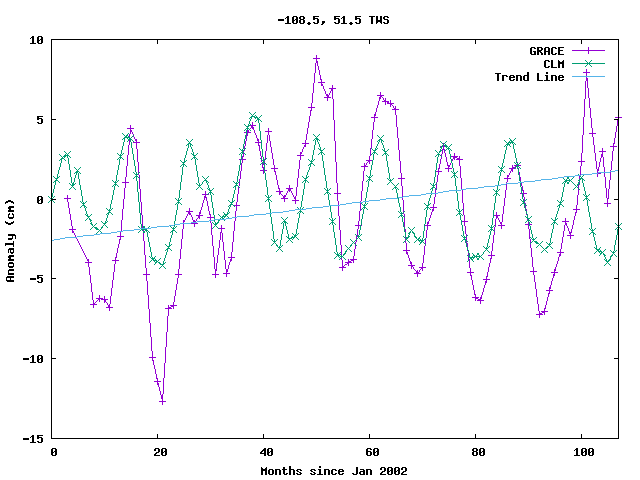 -108.5, 51.5 TWS
GRACE
CLM
Trend Line
10
5
0
-5
-10
-15
Anomaly (cm)
0 20 40 60 80 100
Months since Jan 2002